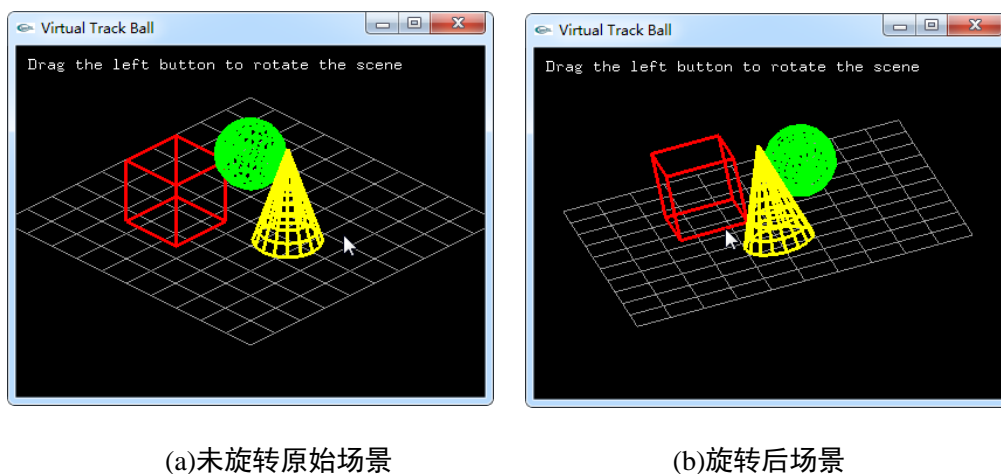 Virtual Track Ball
Drag the left button to rotate the scene
Virtual Track Ball
Drag the left button to rotate the scene
(a)未旋转原始场景
(b)旋转后场景